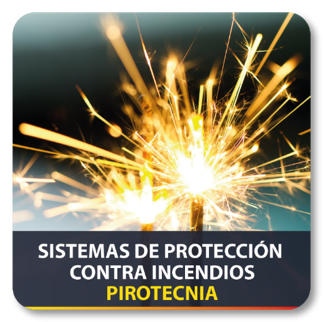 SISTEMAS DE PROTECCIÓN
CONTRA INCENDIOS
PIROTECNIA